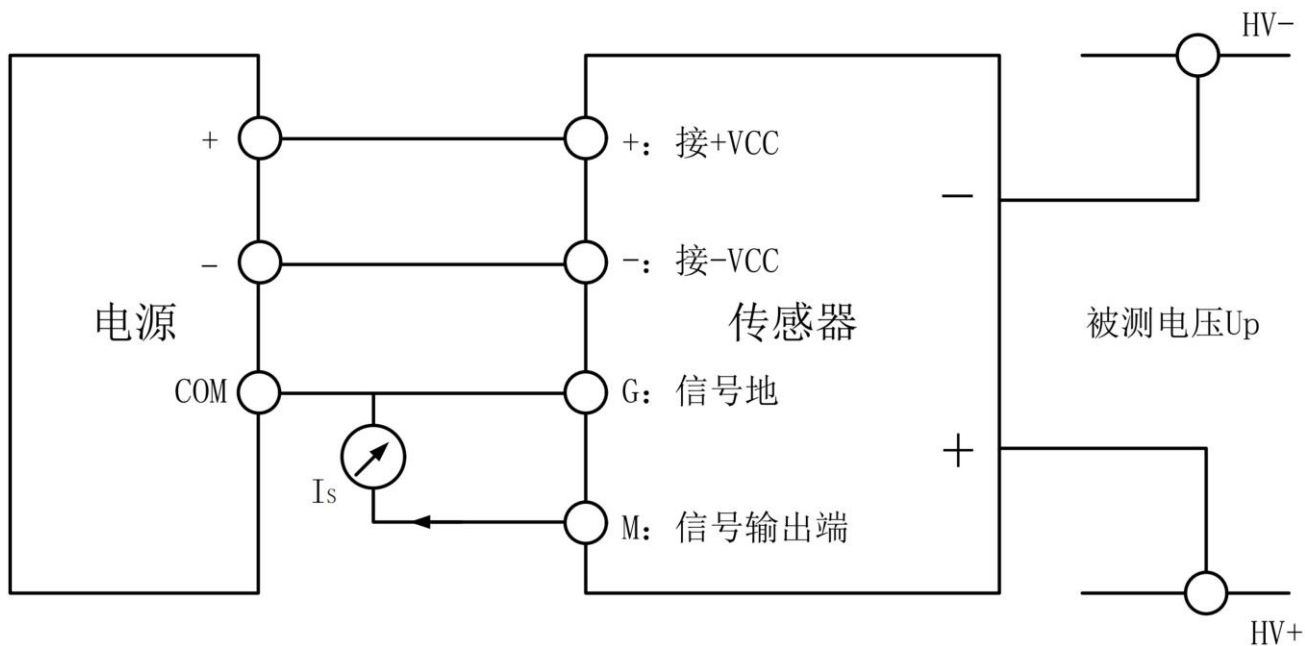 HV-
+
+: 接+VCC
-
-
-: 接-VCC
电源
传感器
被测电压Up
COM
G: 信号地
+
Is
M: 信号输出端
HV+